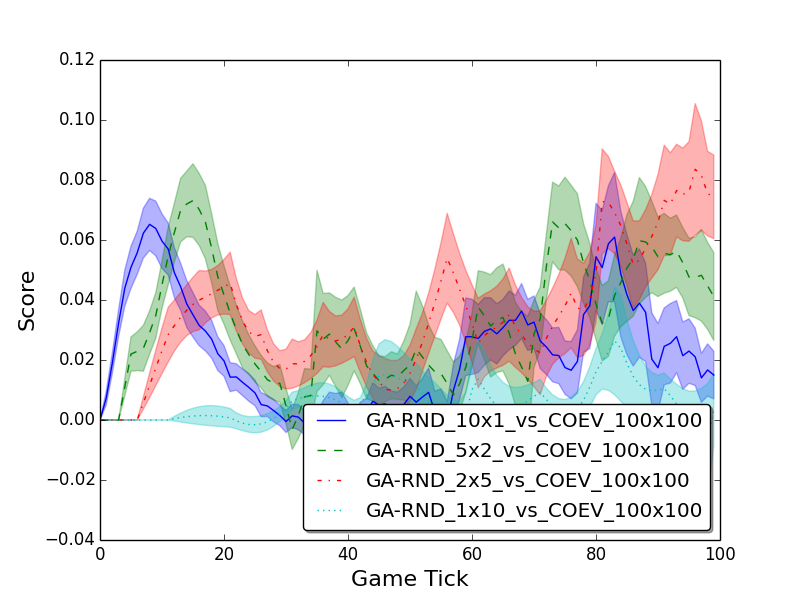 0.12
0.10
0.08
0.06
0.04
0.02
0.00
−0.02
−0.04
Score
GA-RND_10x1_vs_COEV_100x100
GA-RND_5x2_vs_COEV_100x100
GA-RND_2x5_vs_COEV_100x100
GA-RND_1x10_vs_COEV_100x100
0 20 40 60 80 100
Game Tick